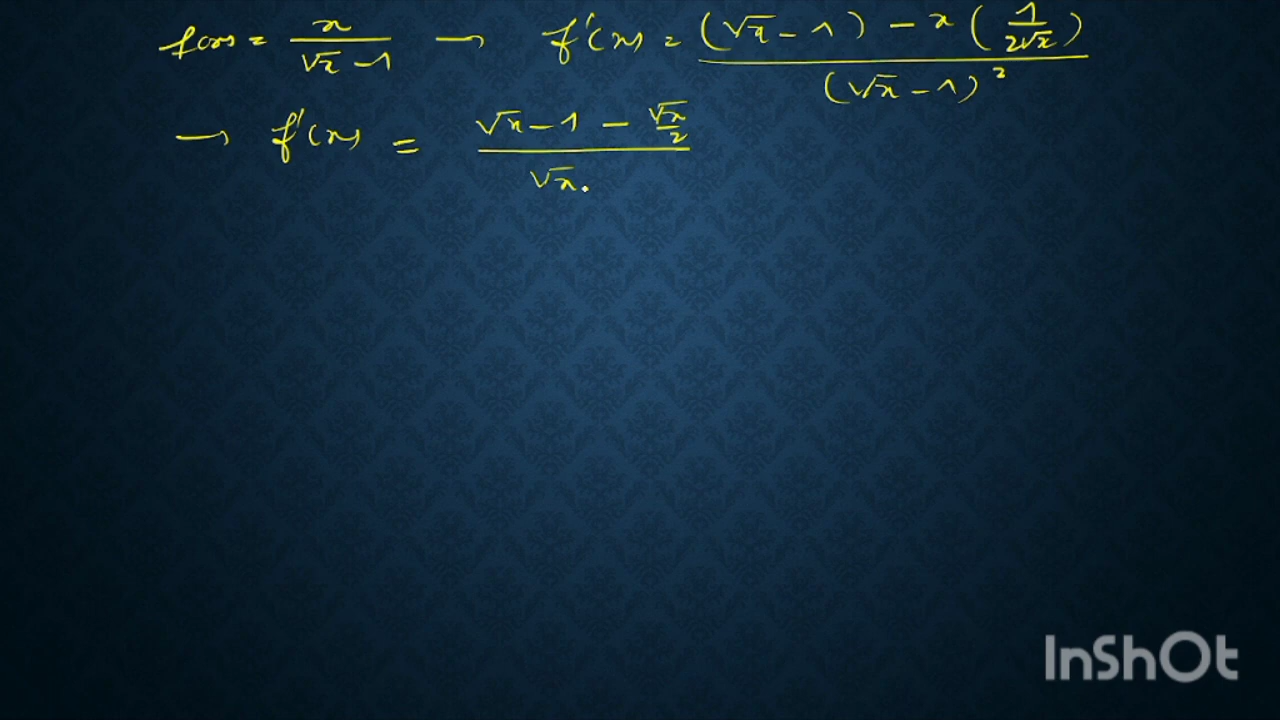 f(x) = x / (√x - 1) → f'(x) = ((√x - 1) - x (1 / 2√x)) / (√x - 1)²
→ f'(x) = (√x - 1 - √x / 2) / √x
InShOt